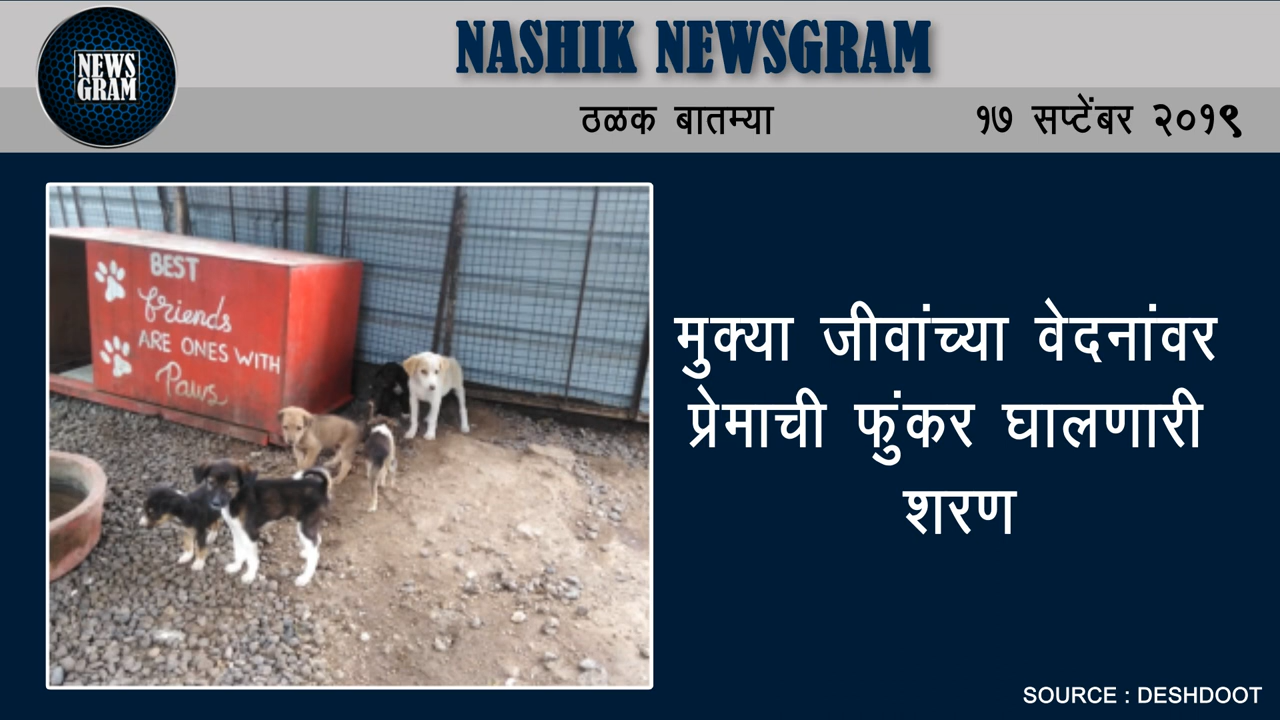 NEWS
GRAM
NASHIK NEWSGRAM
ठळक बातम्या
१७ सप्टेंबर २०१९
BEST
friends
ARE ONES WITH
Paws
मुक्या जीवांच्या वेदनांवर
प्रेमाची फुंकर घालणारी
शरण
SOURCE : DESHDOOT